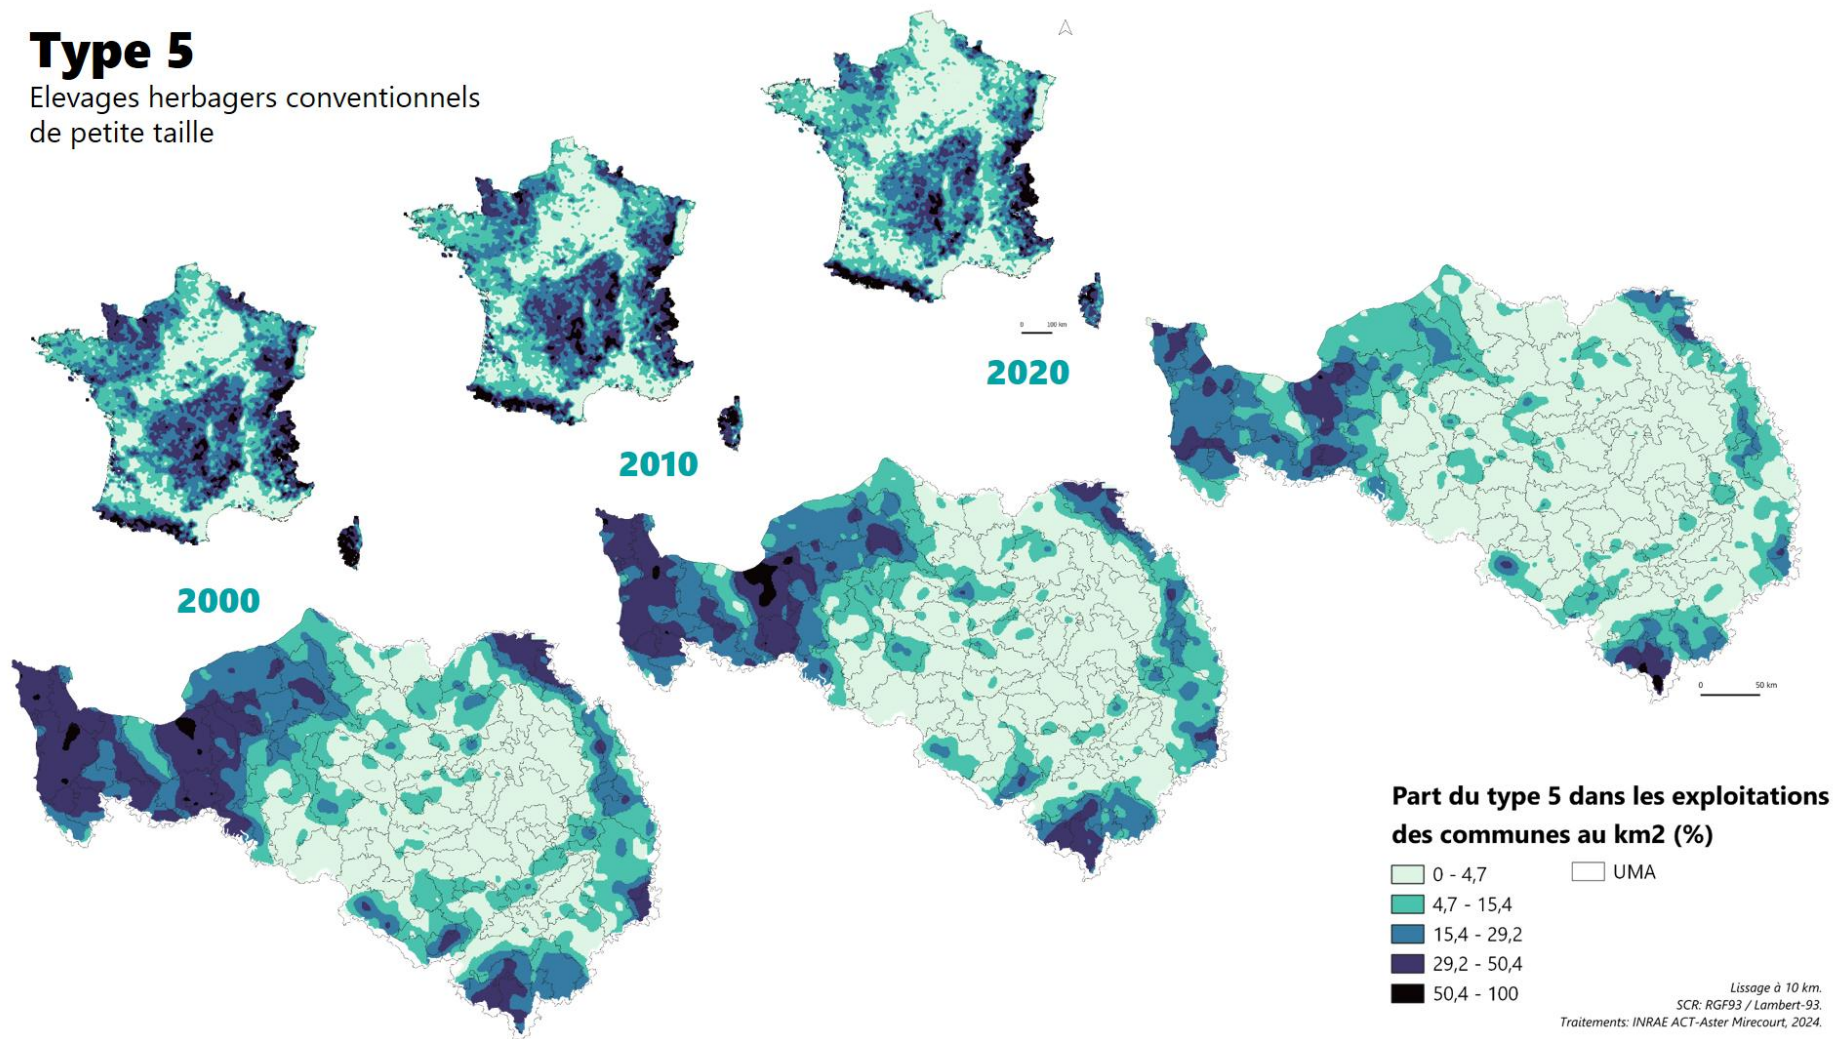 Type 5
Elevages herbagers conventionnels
de petite taille
0 100 km
2020
2010
2000
0 50 km
Part du type 5 dans les exploitations
des communes au km2 (%)
0 - 4,7
UMA
4,7 - 15,4
15,4 - 29,2
29,2 - 50,4
50,4 - 100
Lissage à 10 km.
SCR: RGF93 / Lambert-93.
Traitements: INRAE ACT-Aster Mirecourt, 2024.